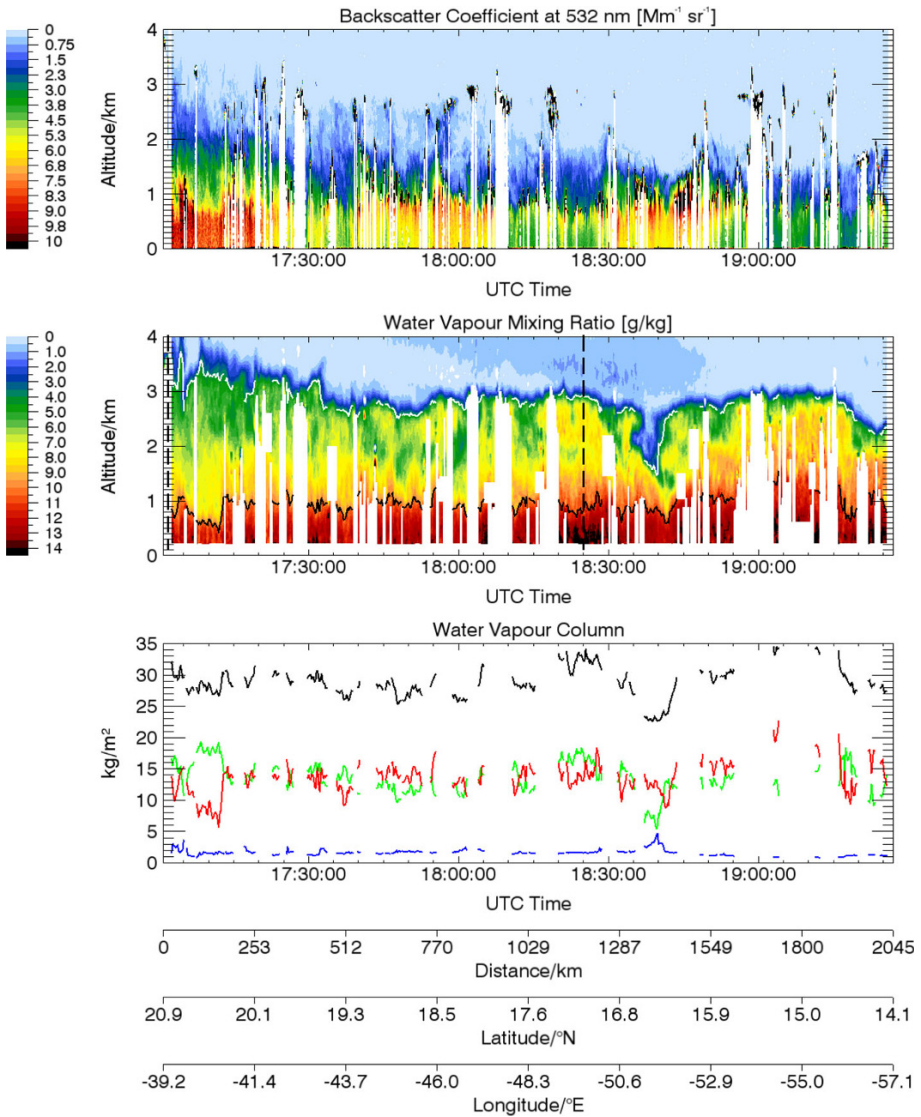 Backscatter Coefficient at 532 nm [Mm⁻¹ sr⁻¹]
0
0.75
1.5
2.3
3.0
3.8
4.5
5.3
6.0
6.8
7.5
8.3
9.0
9.8
10
Altitude/km
4
3
2
1
0
17:30:00 18:00:00 18:30:00 19:00:00
UTC Time
Water Vapour Mixing Ratio [g/kg]
0
1.0
2.0
3.0
4.0
5.0
6.0
7.0
8.0
9.0
10
11
12
13
14
Altitude/km
4
3
2
1
0
17:30:00 18:00:00 18:30:00 19:00:00
UTC Time
Water Vapour Column
kg/m²
35
30
25
20
15
10
5
0
17:30:00 18:00:00 18:30:00 19:00:00
UTC Time
0 253 512 770 1029 1287 1549 1800 2045
Distance/km
20.9 20.1 19.3 18.5 17.6 16.8 15.9 15.0 14.1
Latitude/°N
-39.2 -41.4 -43.7 -46.0 -48.3 -50.6 -52.9 -55.0 -57.1
Longitude/°E